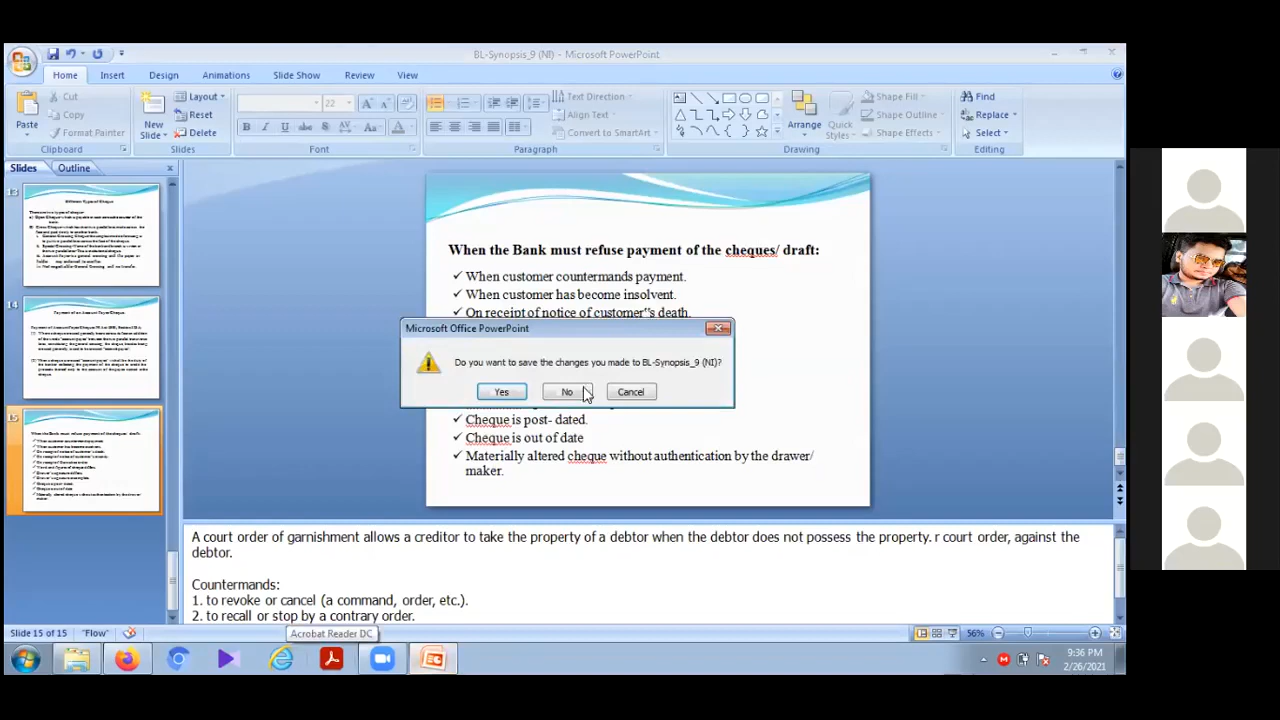 BL-Synopsis_9 (NI) - Microsoft PowerPoint
Home Insert Design Animations Slide Show Review View
Cut
Copy
Format Painter
Paste
Clipboard
New Slide
Layout
Reset
Delete
Slides
22
B I U abe S AV Aa A
Font
Text Direction
Align Text
Convert to SmartArt
Paragraph
Arrange
Quick Styles
Shape Fill
Shape Outline
Shape Effects
Drawing
Find
Replace
Select
Editing
Slides Outline
13
14
15
When the Bank must refuse payment of the cheques/ draft:
✓ When customer countermands payment.
✓ When customer has become insolvent.
✓ On receipt of notice of customer"s death.
Microsoft Office PowerPoint
Do you want to save the changes you made to BL-Synopsis_9 (NI)?
Yes No Cancel
✓ Cheque is post- dated.
✓ Cheque is out of date
✓ Materially altered cheque without authentication by the drawer/
maker.
A court order of garnishment allows a creditor to take the property of a debtor when the debtor does not possess the property. r court order, against the
debtor.
Countermands:
1. to revoke or cancel (a command, order, etc.).
2. to recall or stop by a contrary order.
Slide 15 of 15 "Flow" 56%
Acrobat Reader DC
9:36 PM
2/26/2021